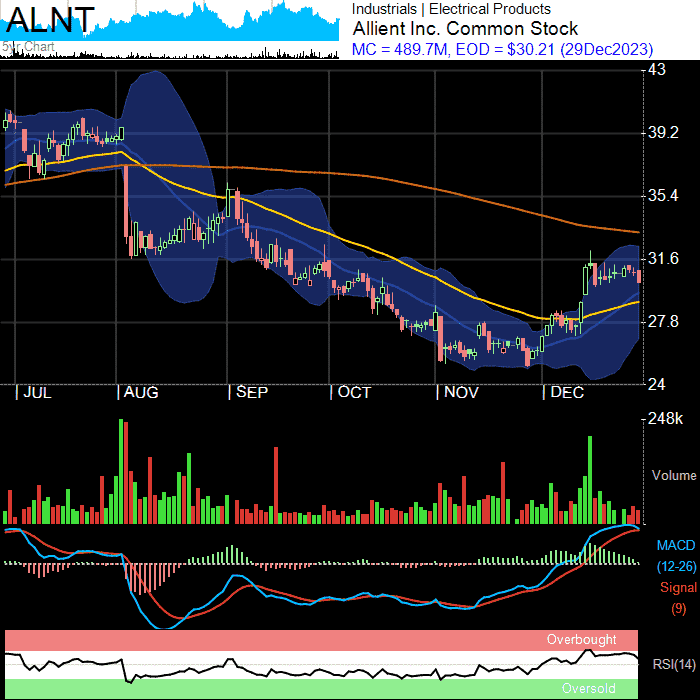 ALNT
5yr Chart
Industrials | Electrical Products
Allient Inc. Common Stock
MC = 489.7M, EOD = $30.21 (29Dec2023)
43
39.2
35.4
31.6
27.8
24
JUL AUG SEP OCT NOV DEC
248k
Volume
MACD
(12-26)
Signal
(9)
Overbought
RSI(14)
Oversold